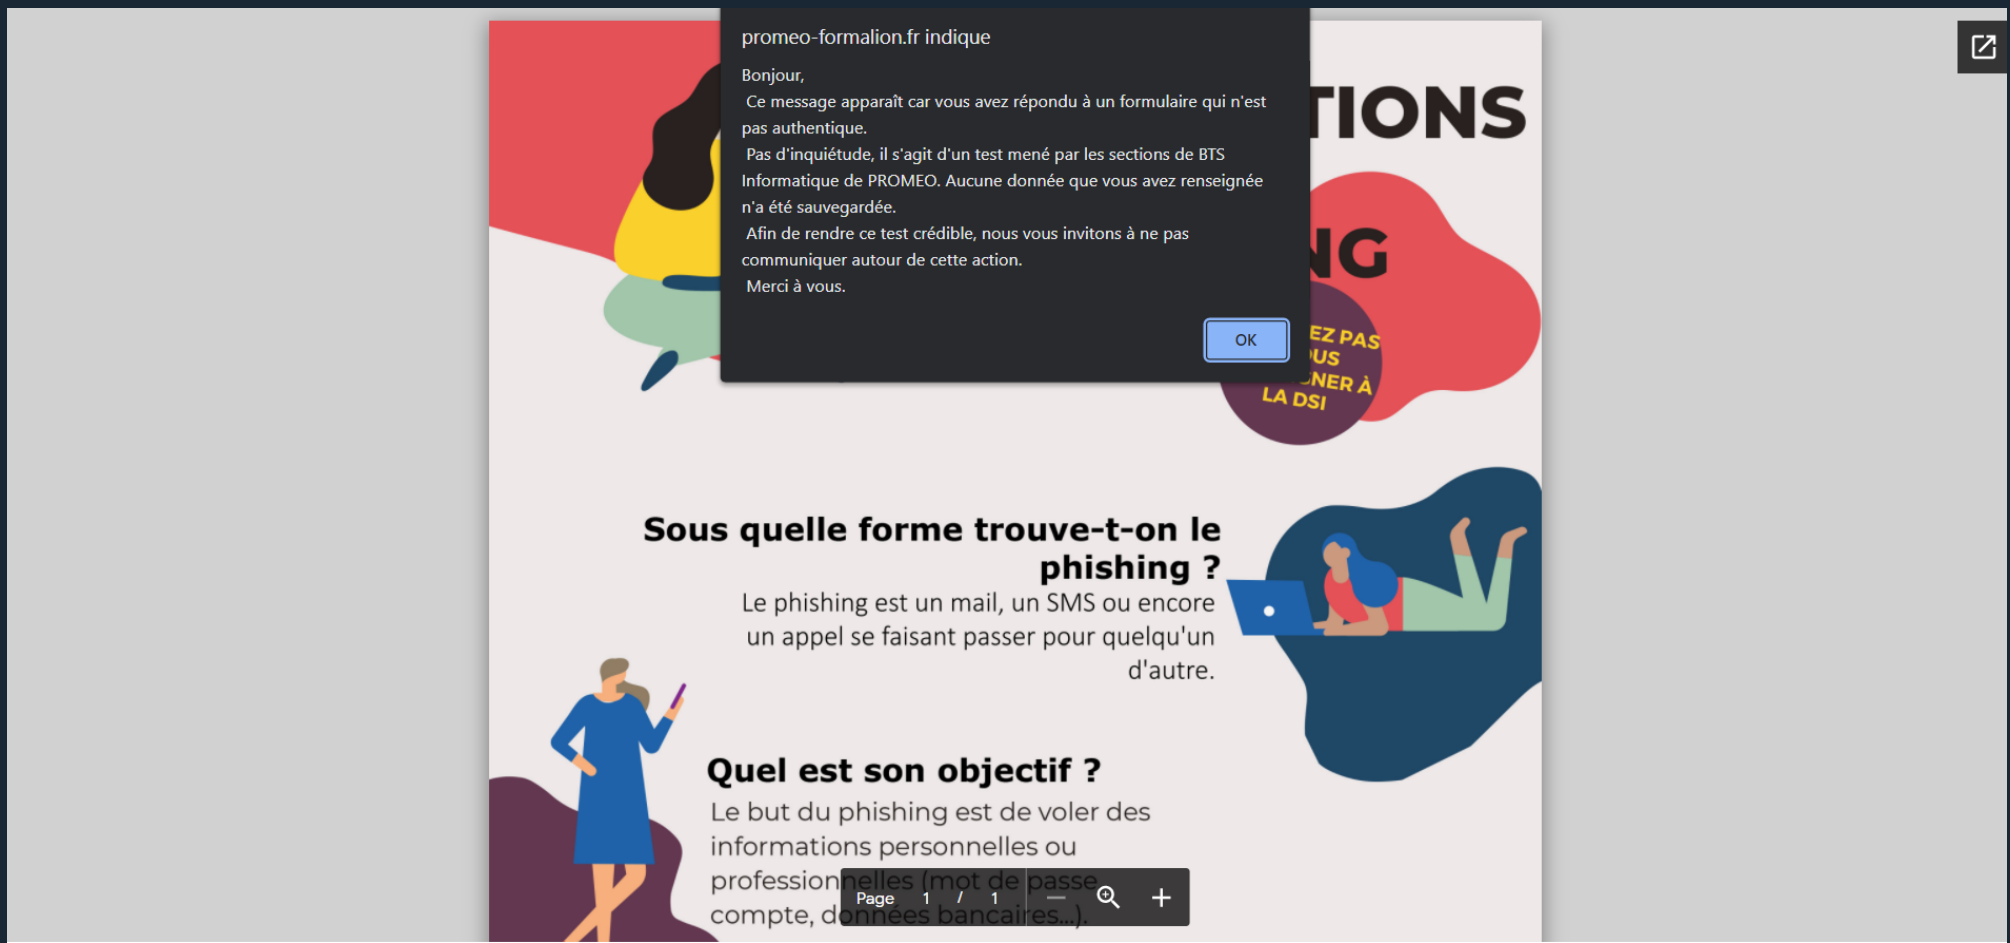 promeo-formalion.fr indique
Bonjour,
Ce message apparaît car vous avez répondu à un formulaire qui n'est
pas authentique.
Pas d'inquiétude, il s'agit d'un test mené par les sections de BTS
Informatique de PROMEO. Aucune donnée que vous avez renseignée
n'a été sauvegardée.
Afin de rendre ce test crédible, nous vous invitons à ne pas
communiquer autour de cette action.
Merci à vous.
OK
TIONS
NG
EZ PAS
OUS
GNER À
LA DSI
Sous quelle forme trouve-t-on le
phishing ?
Le phishing est un mail, un SMS ou encore
un appel se faisant passer pour quelqu'un
d'autre.
Quel est son objectif ?
Le but du phishing est de voler des
informations personnelles ou
professionnelles (mot de passe
compte, données bancaires...).
Page 1 / 1